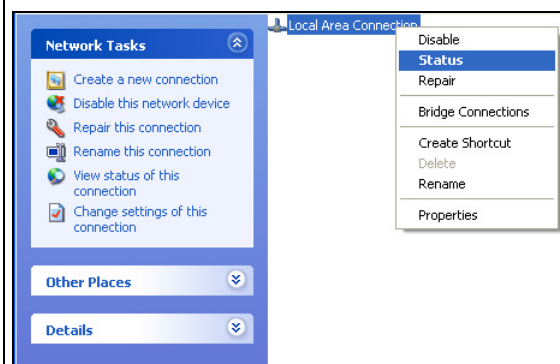 Network Tasks
Create a new connection
Disable this network device
Repair this connection
Rename this connection
View status of this
connection
Change settings of this
connection
Other Places
Details
Local Area Connection
Disable
Status
Repair
Bridge Connections
Create Shortcut
Delete
Rename
Properties